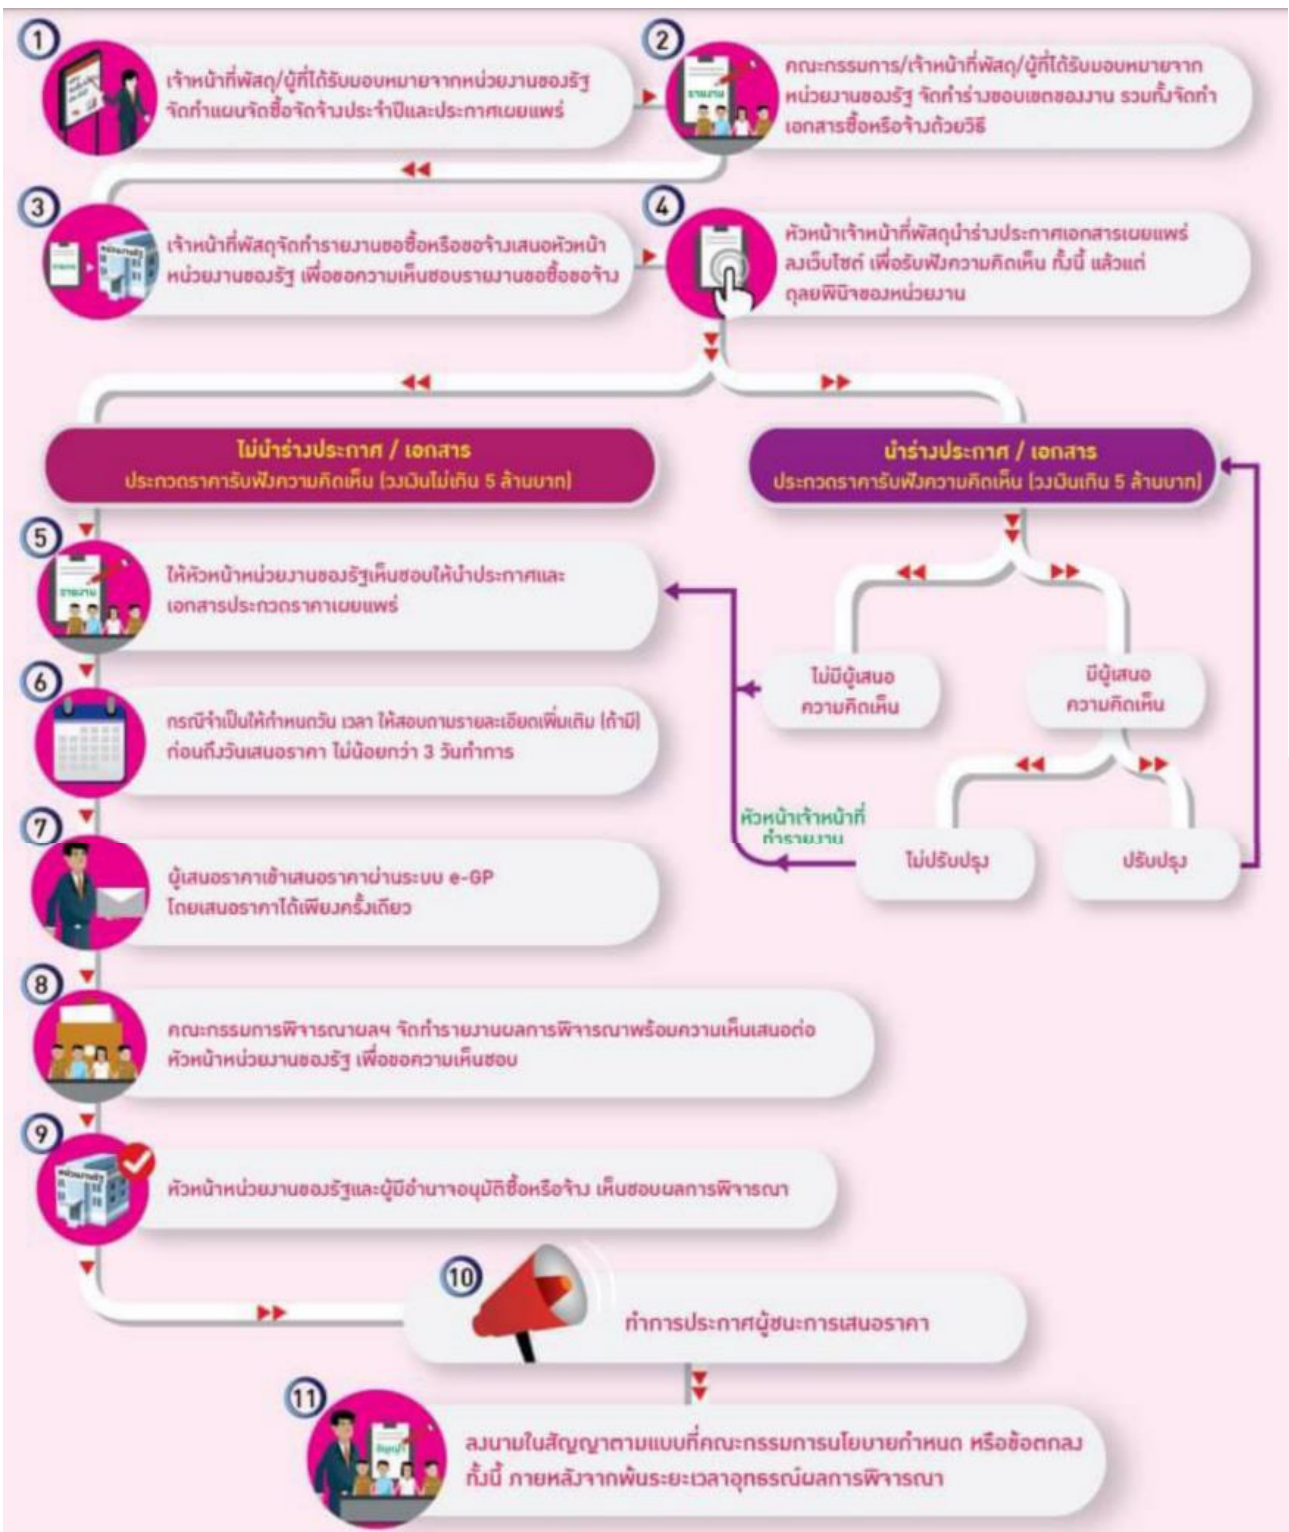 1
เจ้าหน้าที่พัสดุ/ผู้ที่ได้รับมอบหมายจากหน่วยงานของรัฐ
จัดทำแผนจัดซื้อจัดจ้างประจำปีและประกาศเผยแพร่
2
รายงาน
คณะกรรมการ/เจ้าหน้าที่พัสดุ/ผู้ที่ได้รับมอบหมายจาก
หน่วยงานของรัฐ จัดทำร่างขอบเขตของงาน รวมทั้งจัดทำ
เอกสารซื้อหรือจ้างด้วยวิธี
3
รายงาน
หน่วยงานรัฐ
เจ้าหน้าที่พัสดุจัดทำรายงานขอซื้อหรือขอจ้างเสนอหัวหน้า
หน่วยงานของรัฐ เพื่อขอความเห็นชอบรายงานขอซื้อขอจ้าง
4
หัวหน้าเจ้าหน้าที่พัสดุนำร่างประกาศเอกสารเผยแพร่
ลงเว็บไซต์ เพื่อรับฟังความคิดเห็น ทั้งนี้ แล้วแต่
ดุลยพินิจของหน่วยงาน
ไม่นำร่างประกาศ / เอกสาร
ประกวดราคารับฟังความคิดเห็น (วงเงินไม่เกิน 5 ล้านบาท)
นำร่างประกาศ / เอกสาร
ประกวดราคารับฟังความคิดเห็น (วงเงินเกิน 5 ล้านบาท)
5
รายงาน
ให้หัวหน้าหน่วยงานของรัฐเห็นชอบให้นำประกาศและ
เอกสารประกวดราคาเผยแพร่
ไม่มีผู้เสนอ
ความคิดเห็น
มีผู้เสนอ
ความคิดเห็น
6
กรณีจำเป็นให้กำหนดวัน เวลา ให้สอบถามรายละเอียดเพิ่มเติม (ถ้ามี)
ก่อนถึงวันเสนอราคา ไม่น้อยกว่า 3 วันทำการ
หัวหน้าเจ้าหน้าที่
ทำรายงาน
ไม่ปรับปรุง
ปรับปรุง
7
ผู้เสนอราคาเข้าเสนอราคาผ่านระบบ e-GP
โดยเสนอราคาได้เพียงครั้งเดียว
8
คณะกรรมการพิจารณาผลฯ จัดทำรายงานผลการพิจารณาพร้อมความเห็นเสนอต่อ
หัวหน้าหน่วยงานของรัฐ เพื่อขอความเห็นชอบ
9
หน่วยงานรัฐ
หัวหน้าหน่วยงานของรัฐและผู้มีอำนาจอนุมัติซื้อหรือจ้าง เห็นชอบผลการพิจารณา
10
ทำการประกาศผู้ชนะการเสนอราคา
11
สัญญา
ลงนามในสัญญาตามแบบที่คณะกรรมการนโยบายกำหนด หรือข้อตกลง
ทั้งนี้ ภายหลังจากพ้นระยะเวลาอุทธรณ์ผลการพิจารณา